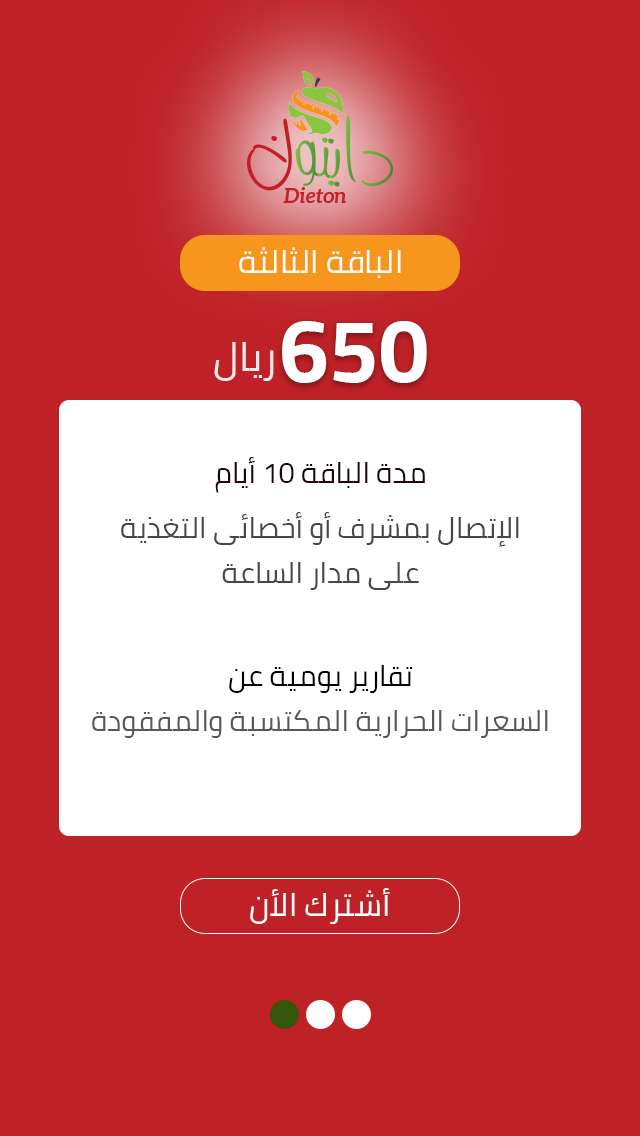 دايتون
Dieton
الباقة الثالثة
650 ريال
مدة الباقة 10 أيام
الإتصال بمشرف أو أخصائى التغذية
على مدار الساعة
تقارير يومية عن
السعرات الحرارية المكتسبة والمفقودة
أشترك الأن